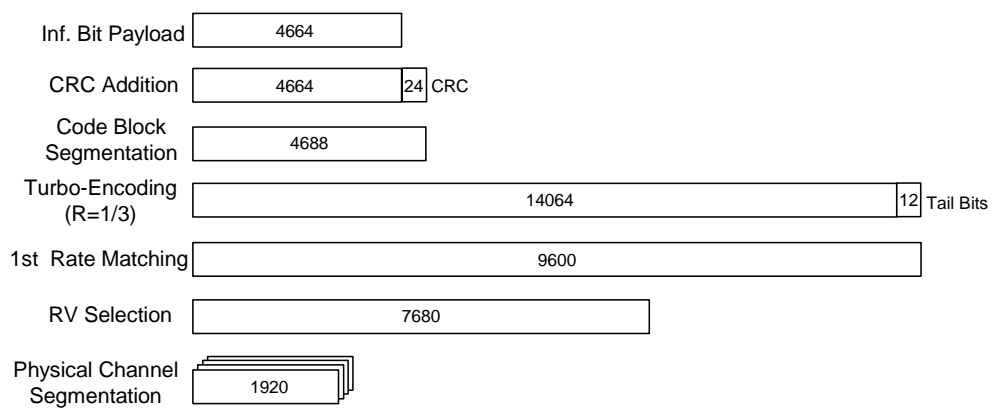 Inf. Bit Payload 4664
CRC Addition 4664 24 CRC
Code Block
Segmentation 4688
Turbo-Encoding
(R=1/3) 14064 12 Tail Bits
1st Rate Matching 9600
RV Selection 7680
Physical Channel
Segmentation 1920